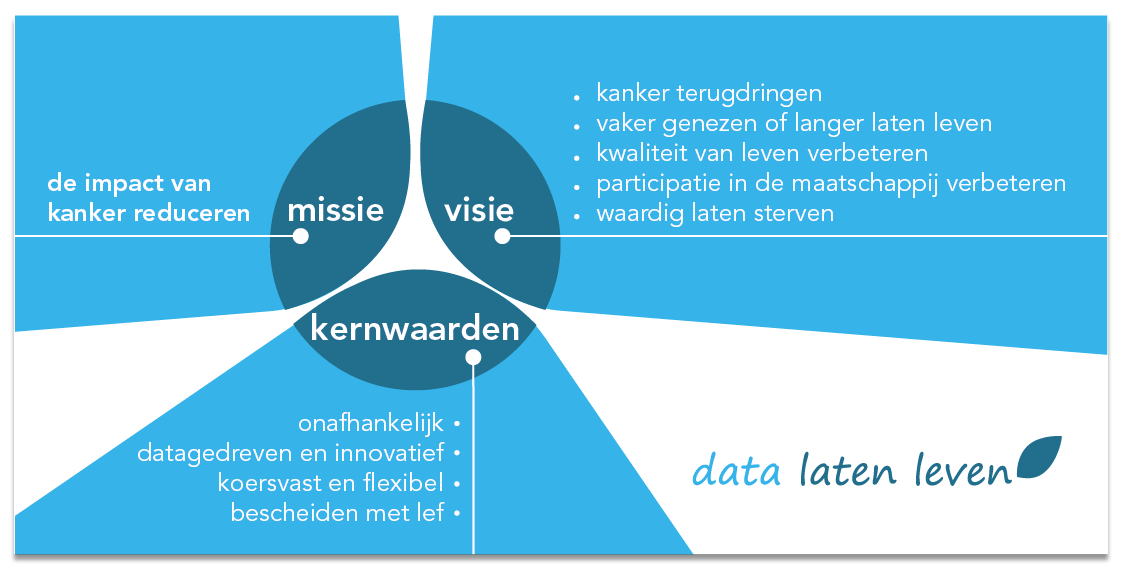 de impact van
kanker reduceren
missie
visie
• kanker terugdringen
• vaker genezen of langer laten leven
• kwaliteit van leven verbeteren
• participatie in de maatschappij verbeteren
• waardig laten sterven
kernwaarden
onafhankelijk •
datagedreven en innovatief •
koersvast en flexibel •
bescheiden met lef •
data laten leven